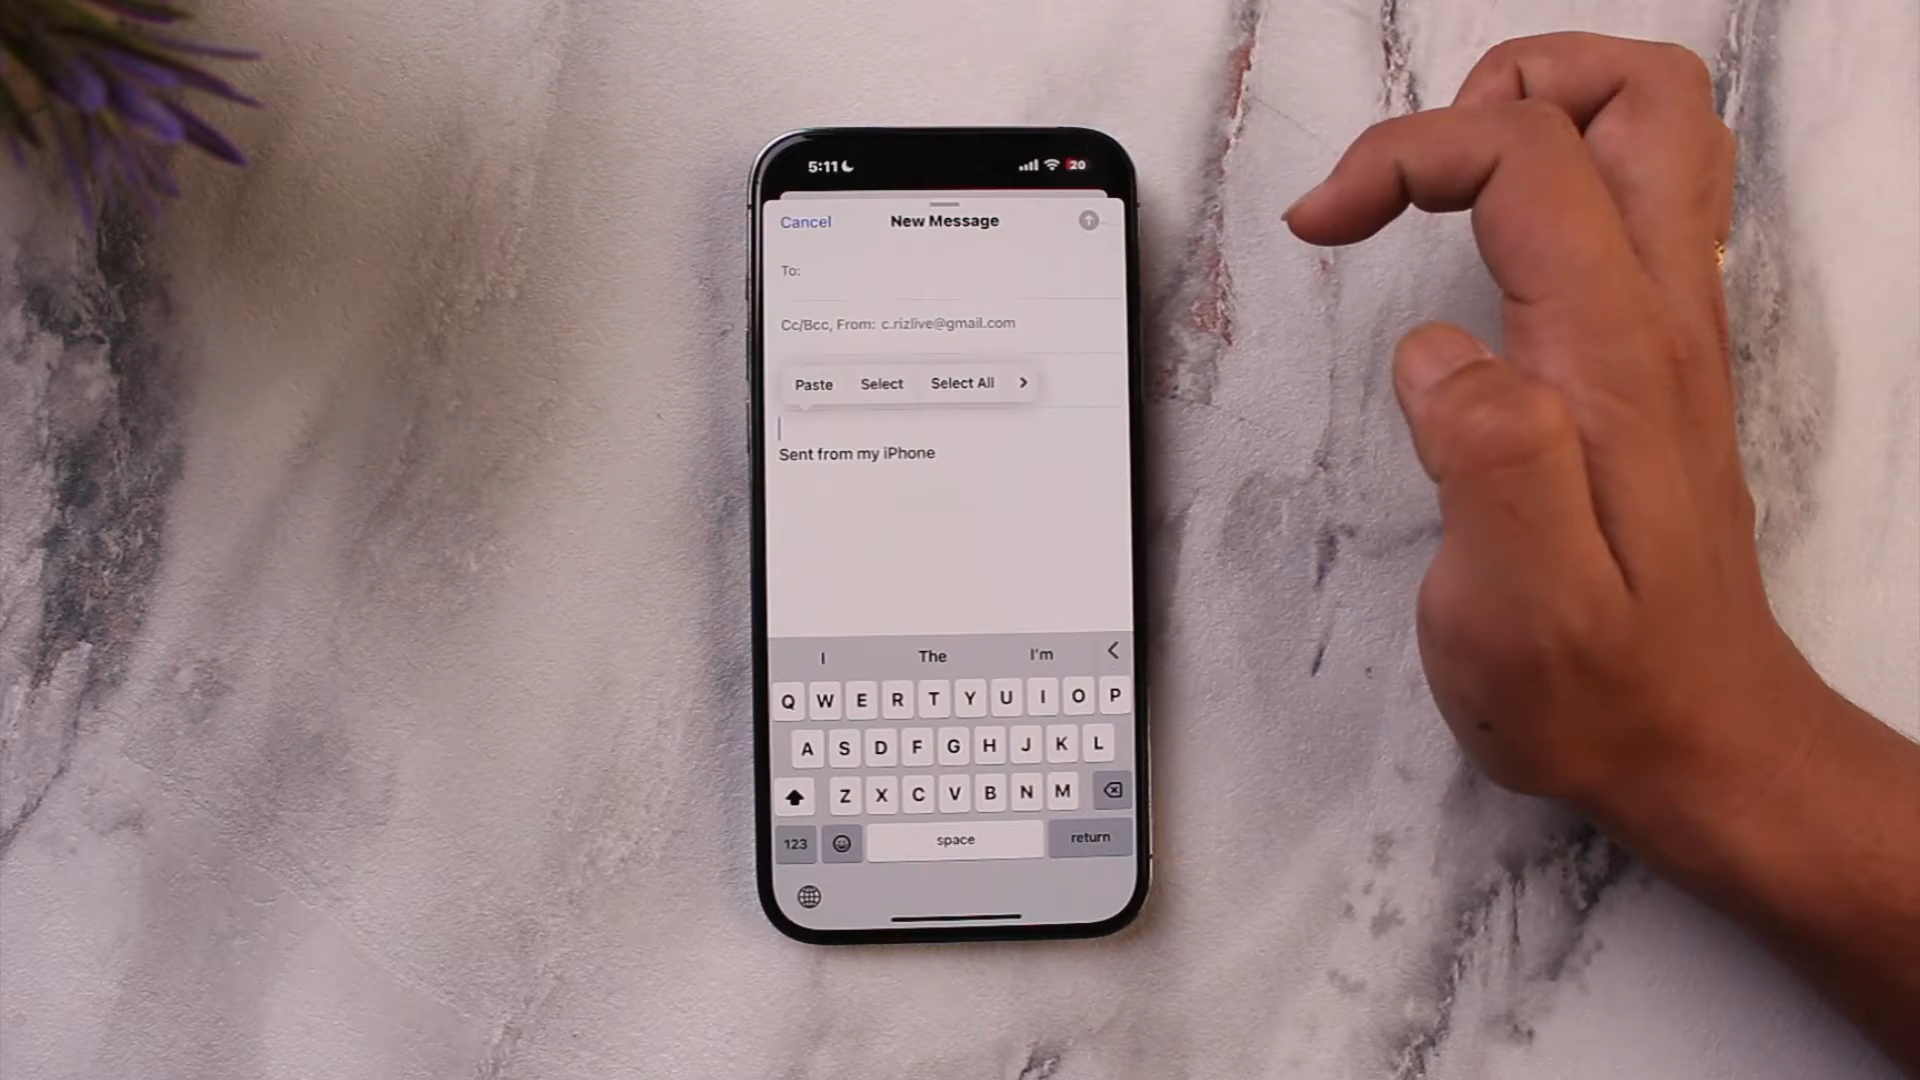 5:11
20
Cancel New Message
To:
Cc/Bcc, From: c.rizlive@gmail.com
Paste Select Select All
Sent from my iPhone
I The I'm
Q W E R T Y U I O P
A S D F G H J K L
Z X C V B N M
123 space return